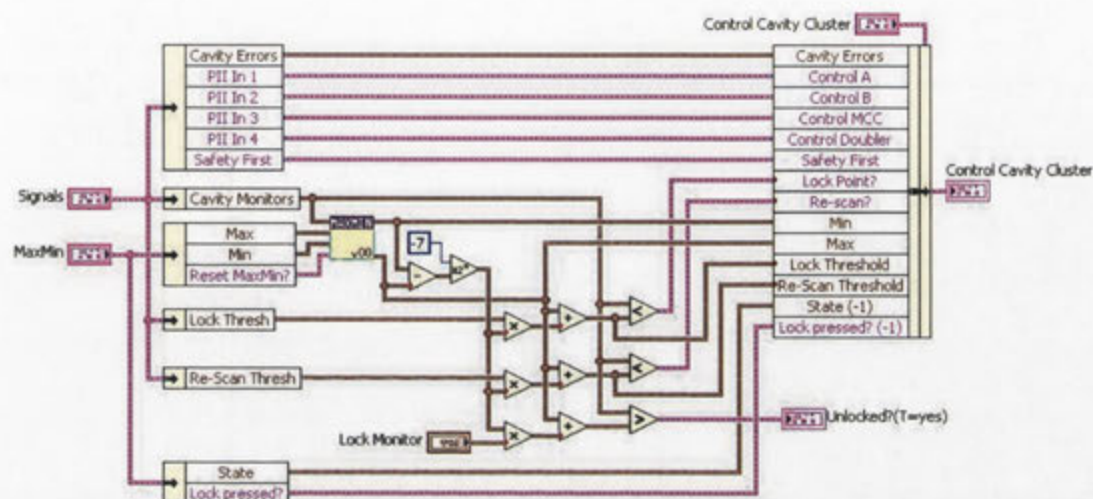 Control Cavity Cluster
Cavity Errors
PII In 1
PII In 2
PII In 3
PII In 4
Safety First
Cavity Errors
Control A
Control B
Control MCC
Control Doubler
Safety First
Lock Point?
Re-scan?
Min
Max
Lock Threshold
Re-Scan Threshold
State (-1)
Lock pressed? (-1)
Control Cavity Cluster
Signals
Cavity Monitors
MaxMin
Max
Min
Reset MaxMin?
-7
Lock Thresh
Re-Scan Thresh
Lock Monitor
Unlocked?(T=yes)
State
Lock pressed?